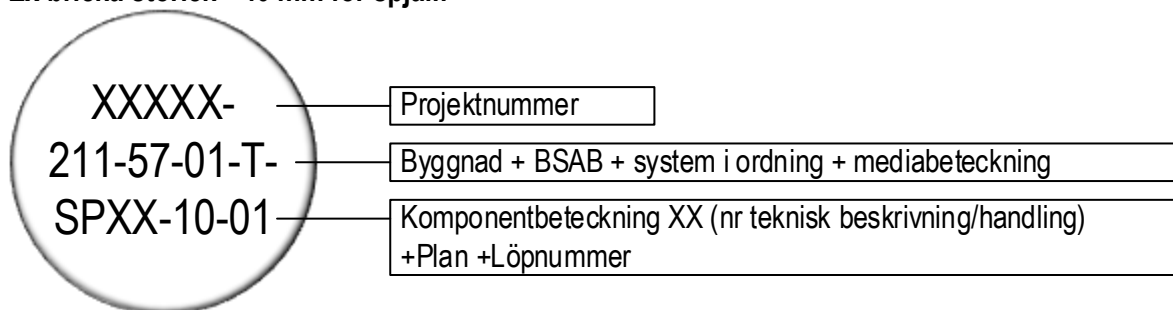 XXXXX-
Projektnummer
211-57-01-T-
Byggnad + BSAB + system i ordning + mediabeteckning
SPXX-10-01
Komponentbeteckning XX (nr teknisk beskrivning/handling)
+Plan +Löpnummer